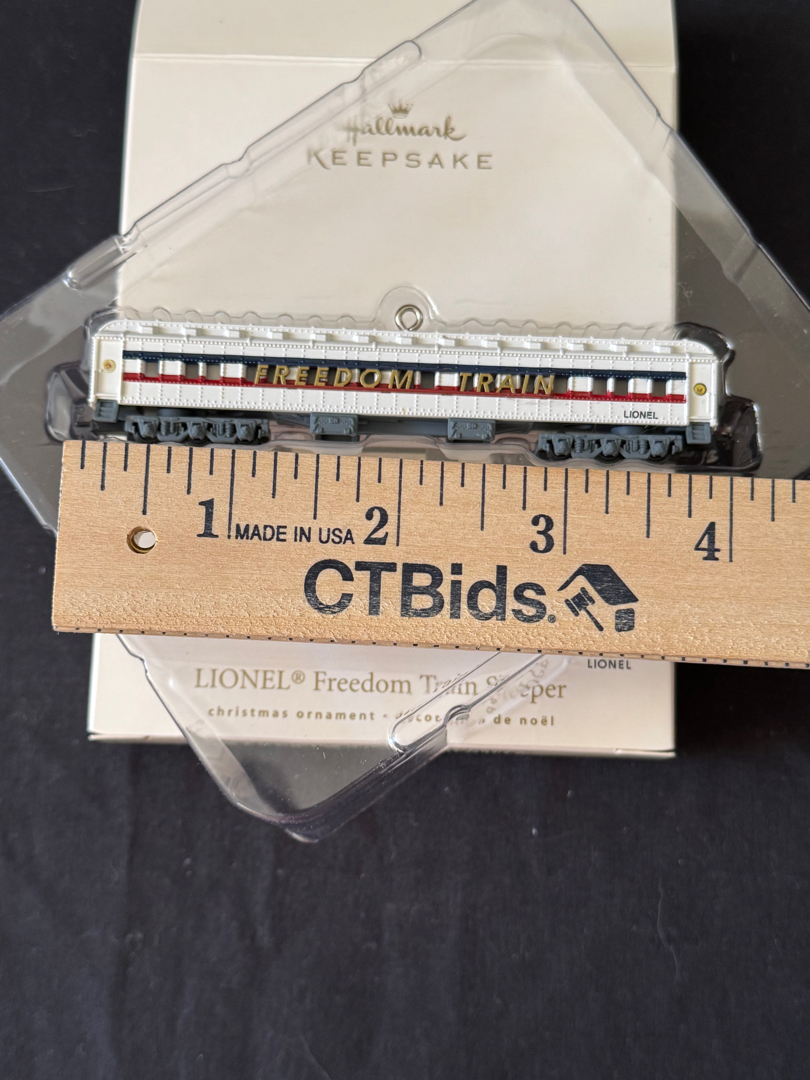 Hallmark
KEEPSAKE
FREEDOM TRAIN
LIONEL
1 MADE IN USA 2 3 4
CTBids.®
LIONEL
LIONEL® Freedom Train
christmas ornament • de noël